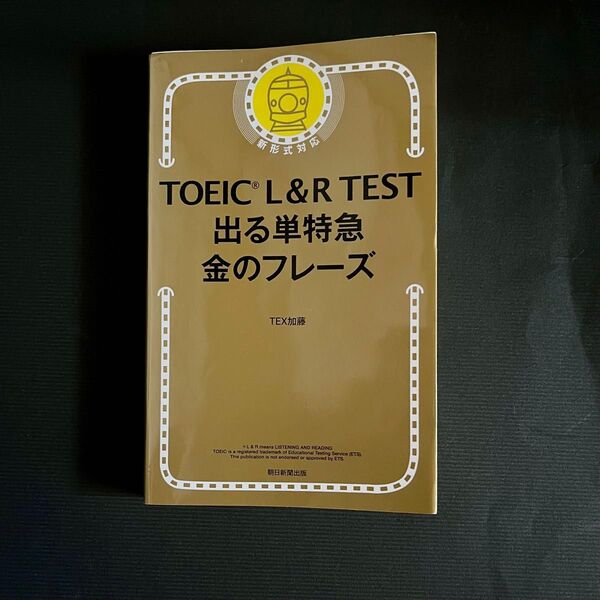 新形式対応
TOEIC® L&R TEST
出る単特急
金のフレーズ
TEX加藤
*L & R means LISTENING AND READING.
TOEIC is a registered trademark of Educational Testing Service (ETS).
This publication is not endorsed or approved by ETS.
朝日新聞出版